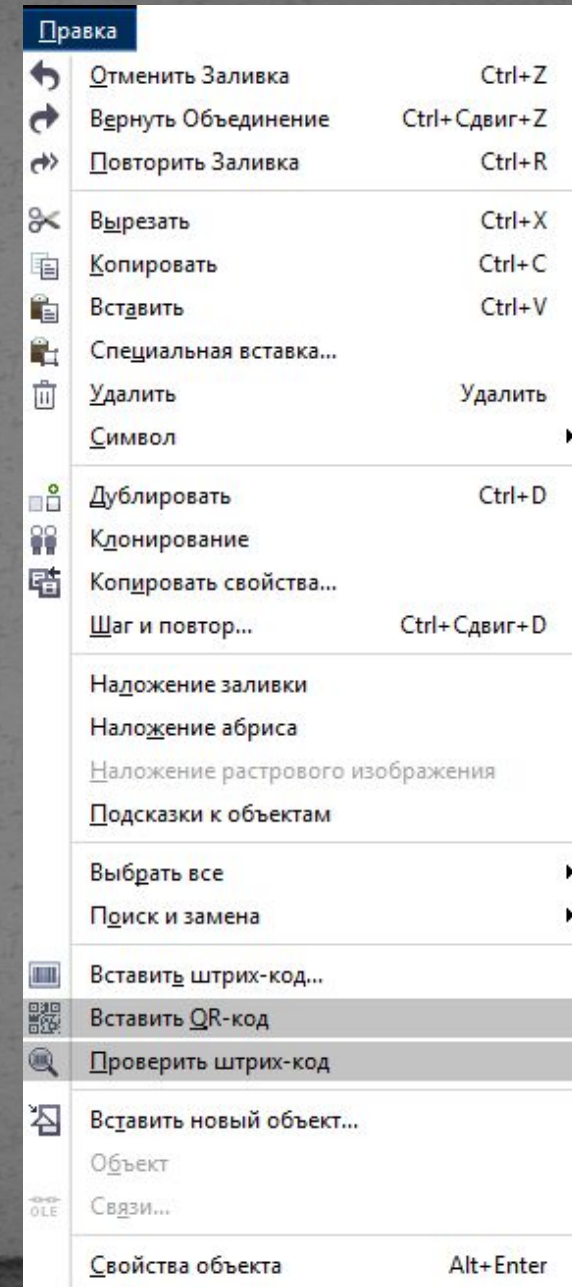 Правка
Отменить Заливка Ctrl+Z
Вернуть Объединение Ctrl+Сдвиг+Z
Повторить Заливка Ctrl+R
Вырезать Ctrl+X
Копировать Ctrl+C
Вставить Ctrl+V
Специальная вставка...
Удалить Удалить
Символ
Дублировать Ctrl+D
Клонирование
Копировать свойства...
Шаг и повтор... Ctrl+Сдвиг+D
Наложение заливки
Наложение абриса
Наложение растрового изображения
Подсказки к объектам
Выбрать все
Поиск и замена
Вставить штрих-код...
Вставить QR-код
Проверить штрих-код
Вставить новый объект...
Объект
OLE Связи...
Свойства объекта Alt+Enter